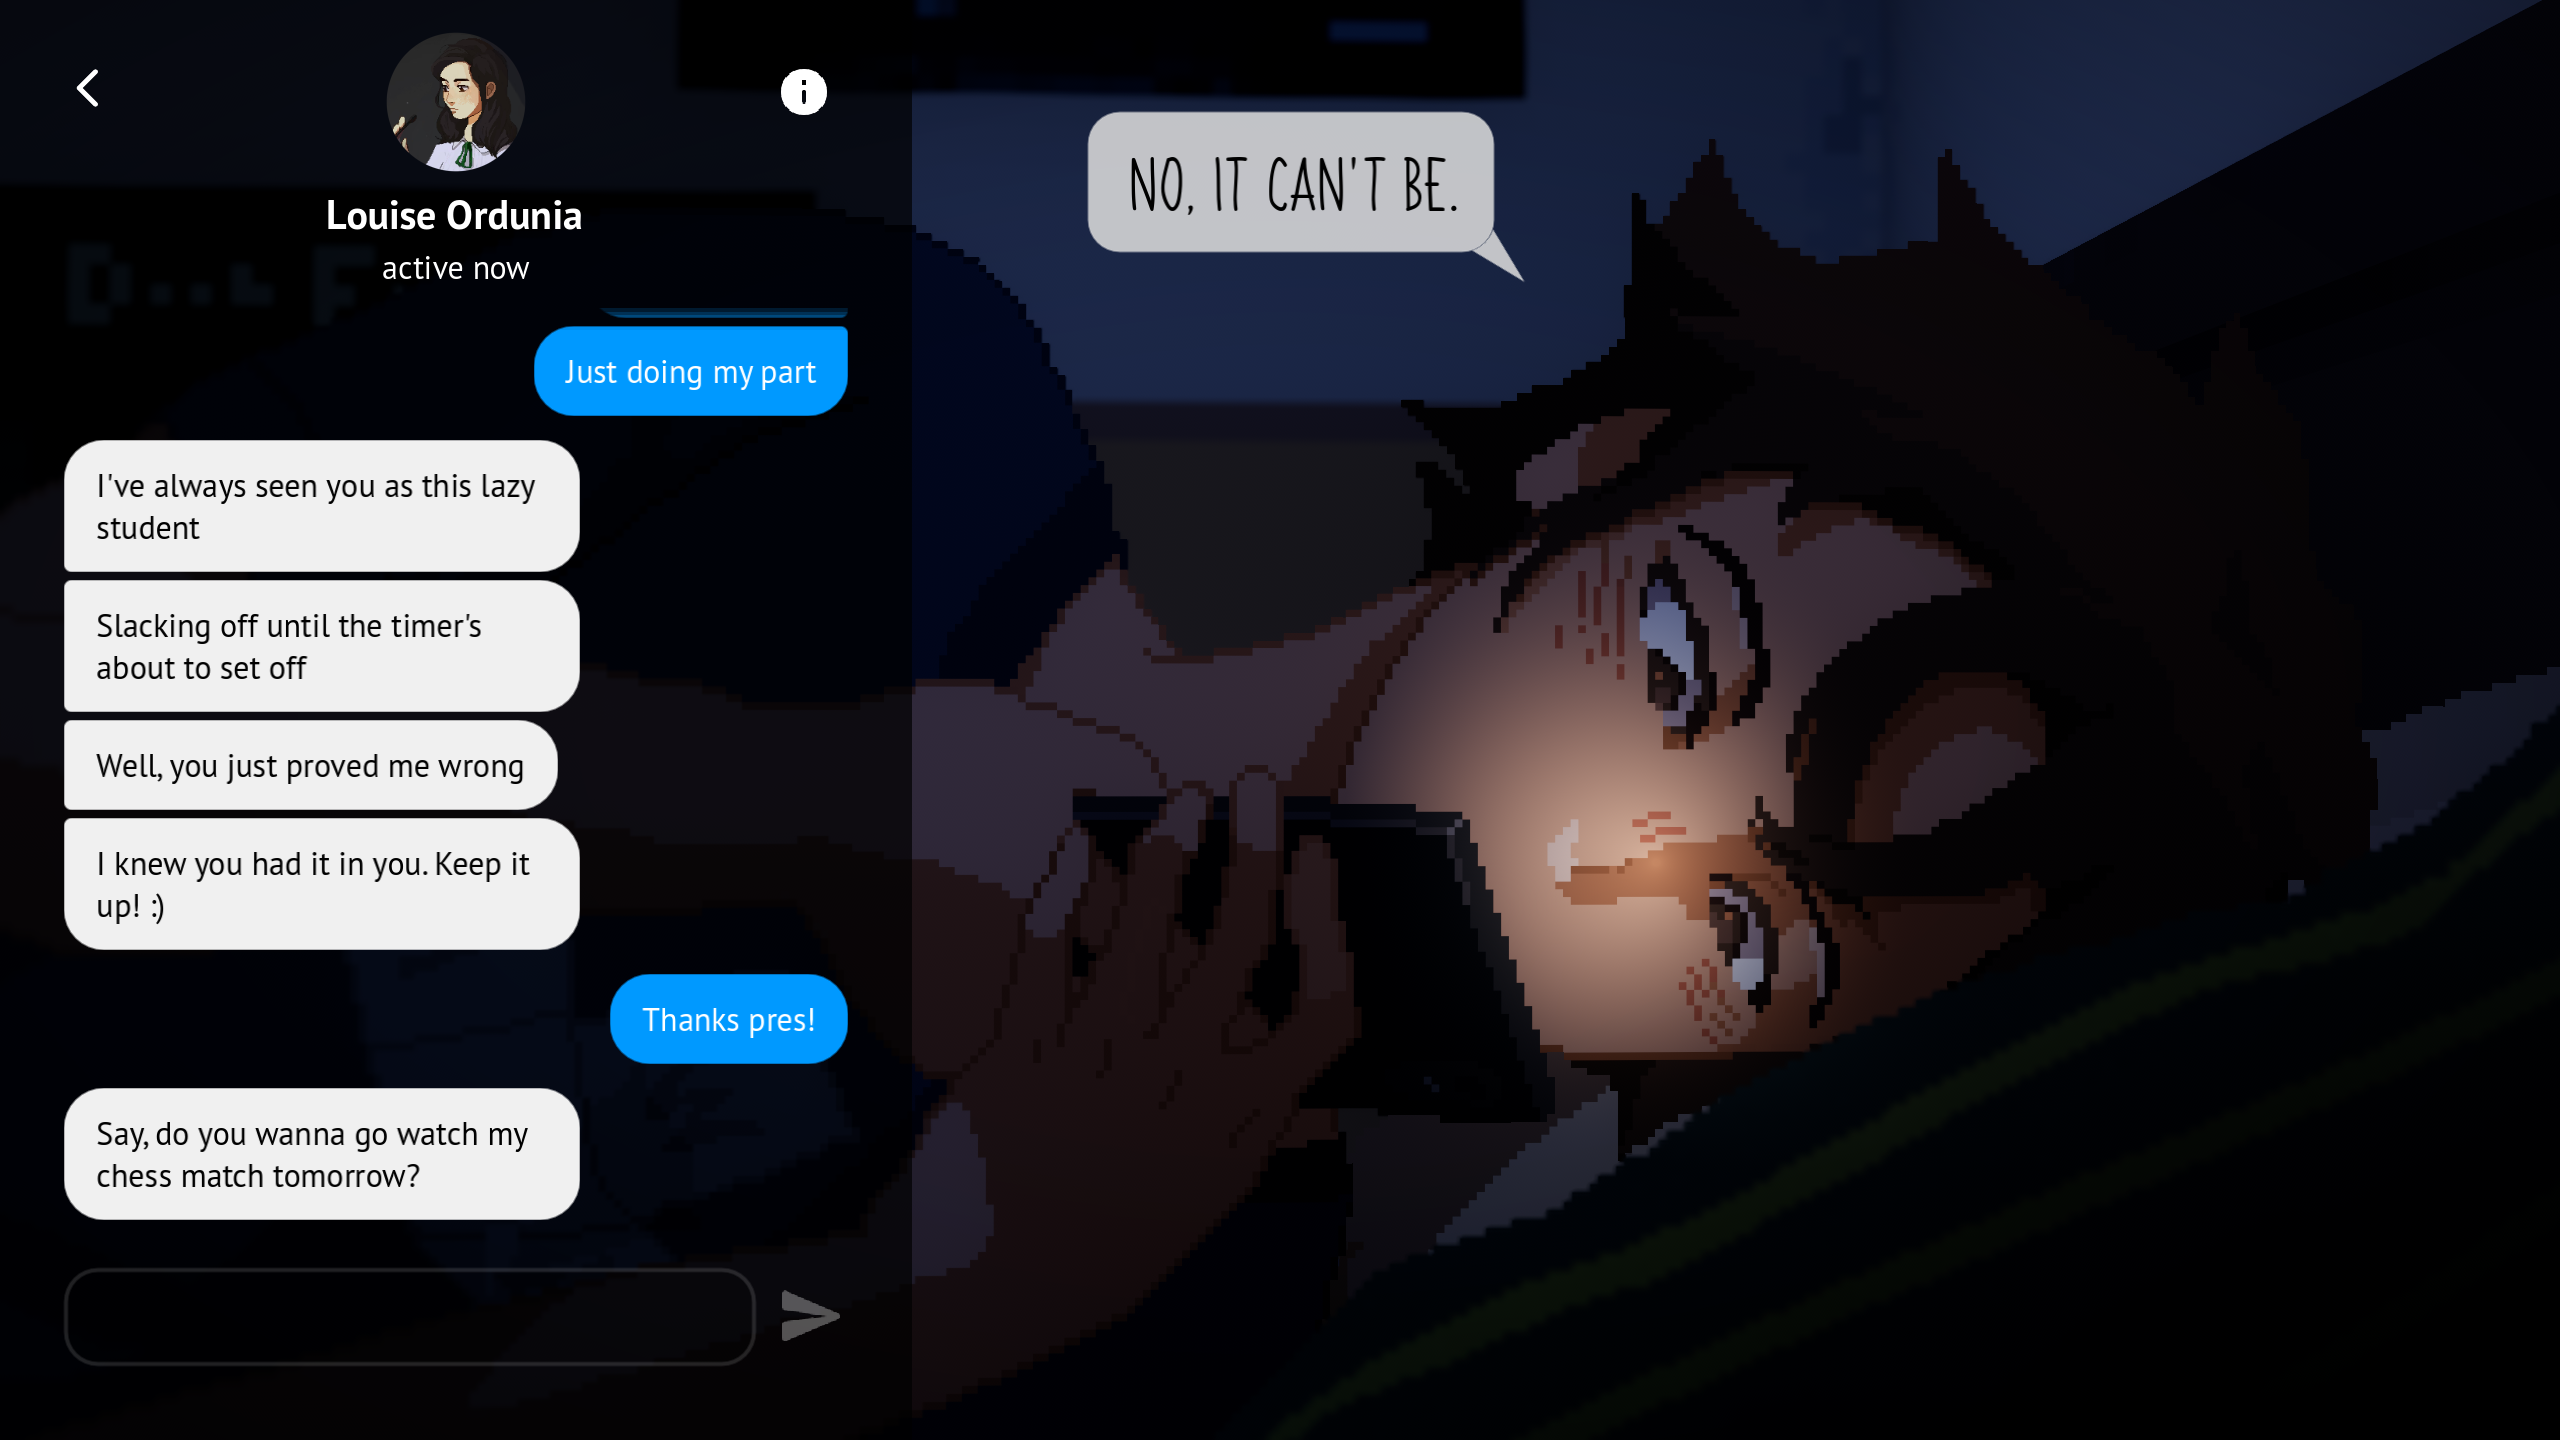 Louise Ordunia
active now
Just doing my part
I've always seen you as this lazy
student
Slacking off until the timer's
about to set off
Well, you just proved me wrong
I knew you had it in you. Keep it
up! :)
Thanks pres!
Say, do you wanna go watch my
chess match tomorrow?
NO, IT CAN'T BE.